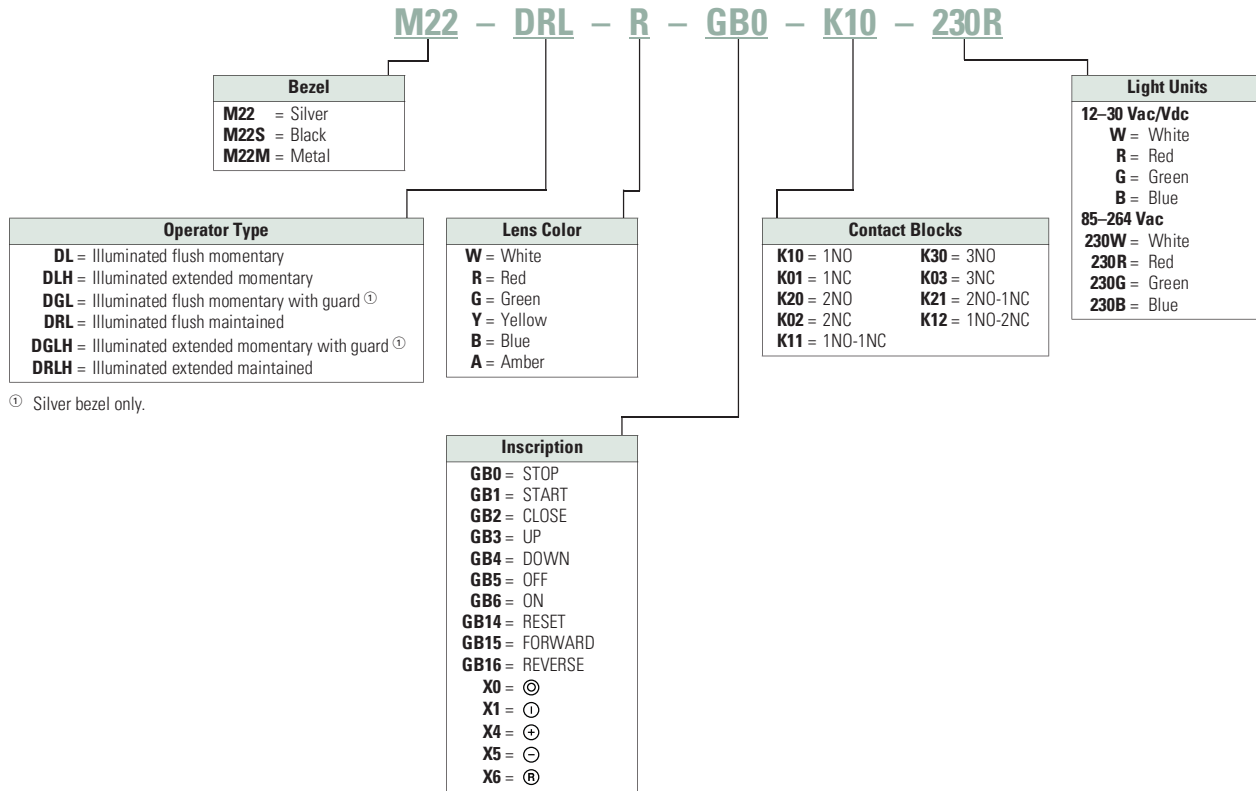 M22 – DRL – R – GB0 – K10 – 230R
Bezel
M22 = Silver
M22S = Black
M22M = Metal
Light Units
12–30 Vac/Vdc
W = White
R = Red
G = Green
B = Blue
85–264 Vac
230W = White
230R = Red
230G = Green
230B = Blue
Operator Type
DL = Illuminated flush momentary
DLH = Illuminated extended momentary
DGL = Illuminated flush momentary with guard ①
DRL = Illuminated flush maintained
DGLH = Illuminated extended momentary with guard ①
DRLH = Illuminated extended maintained
① Silver bezel only.
Lens Color
W = White
R = Red
G = Green
Y = Yellow
B = Blue
A = Amber
Contact Blocks
K10 = 1NO
K01 = 1NC
K20 = 2NO
K02 = 2NC
K11 = 1NO-1NC
K30 = 3NO
K03 = 3NC
K21 = 2NO-1NC
K12 = 1NO-2NC
Inscription
GB0 = STOP
GB1 = START
GB2 = CLOSE
GB3 = UP
GB4 = DOWN
GB5 = OFF
GB6 = ON
GB14 = RESET
GB15 = FORWARD
GB16 = REVERSE
X0 = ◎
X1 = ⏼
X4 = ⊕
X5 = ⊖
X6 = Ⓡ